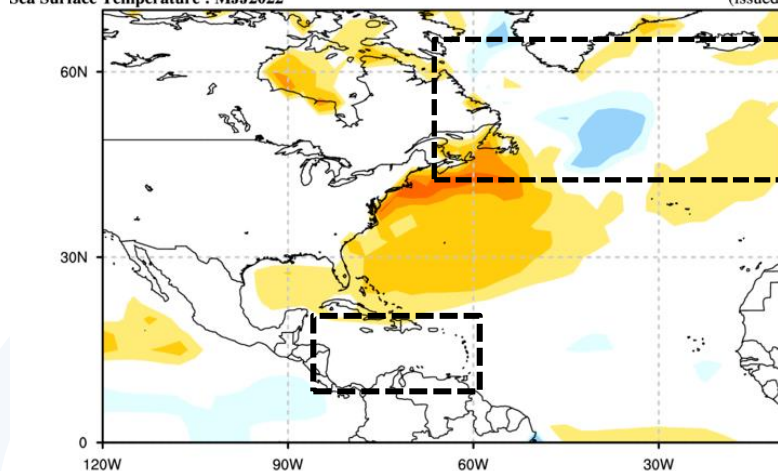 Sea Surface Temperature : MJJ2022
(issued
60N
30N
0
120W 90W 60W 30W